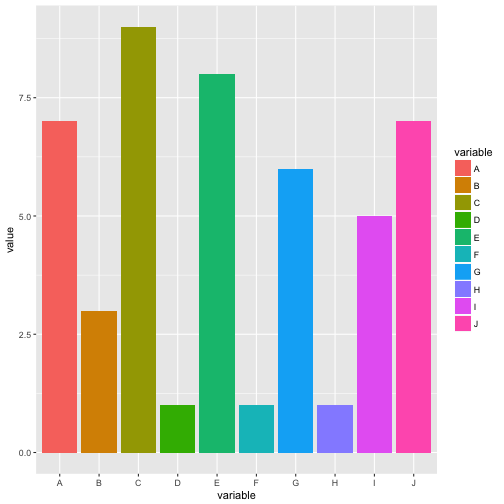 value
7.5
5.0
2.5
0.0
A B C D E F G H I J
variable
variable
A
B
C
D
E
F
G
H
I
J